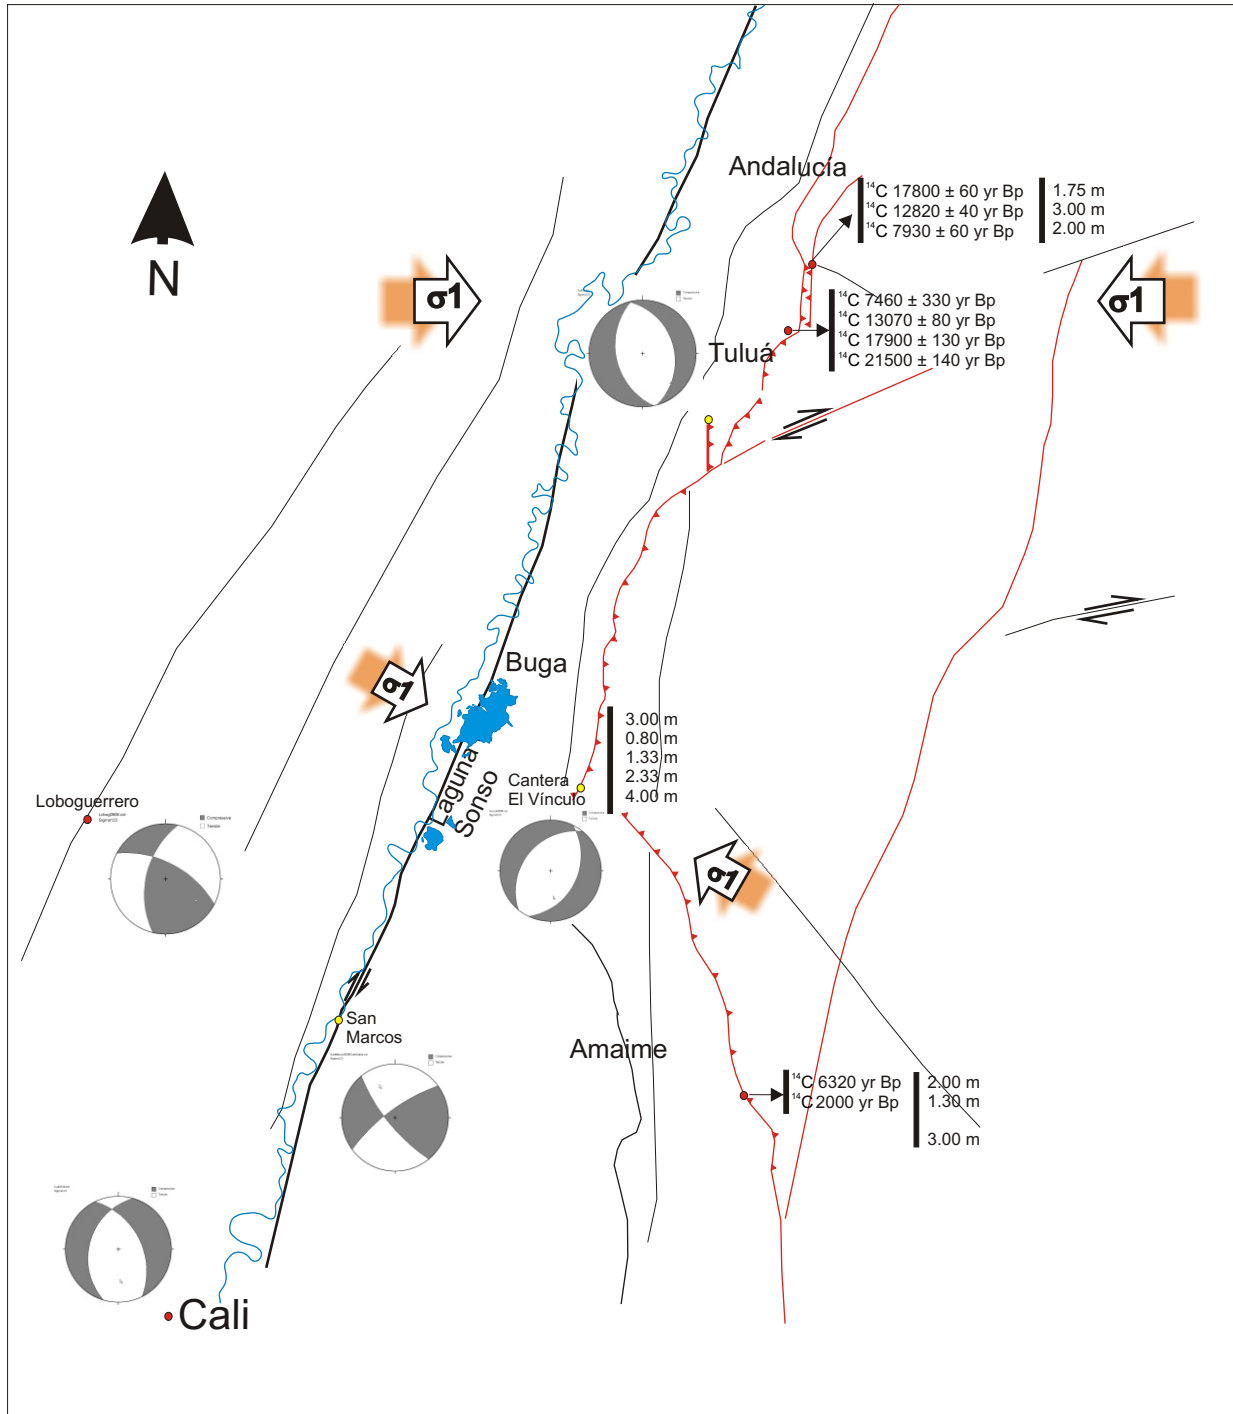 Andalucía
¹⁴C 17800 ± 60 yr Bp
¹⁴C 12820 ± 40 yr Bp
¹⁴C 7930 ± 60 yr Bp
1.75 m
3.00 m
2.00 m
N
σ1
σ1
¹⁴C 7460 ± 330 yr Bp
¹⁴C 13070 ± 80 yr Bp
¹⁴C 17900 ± 130 yr Bp
¹⁴C 21500 ± 140 yr Bp
Tuluá
Buga
σ1
3.00 m
0.80 m
1.33 m
2.33 m
4.00 m
Laguna
Sonso
Cantera
El Vínculo
Loboguerrero
σ1
San
Marcos
Amaime
¹⁴C 6320 yr Bp
¹⁴C 2000 yr Bp
2.00 m
1.30 m
3.00 m
Cali